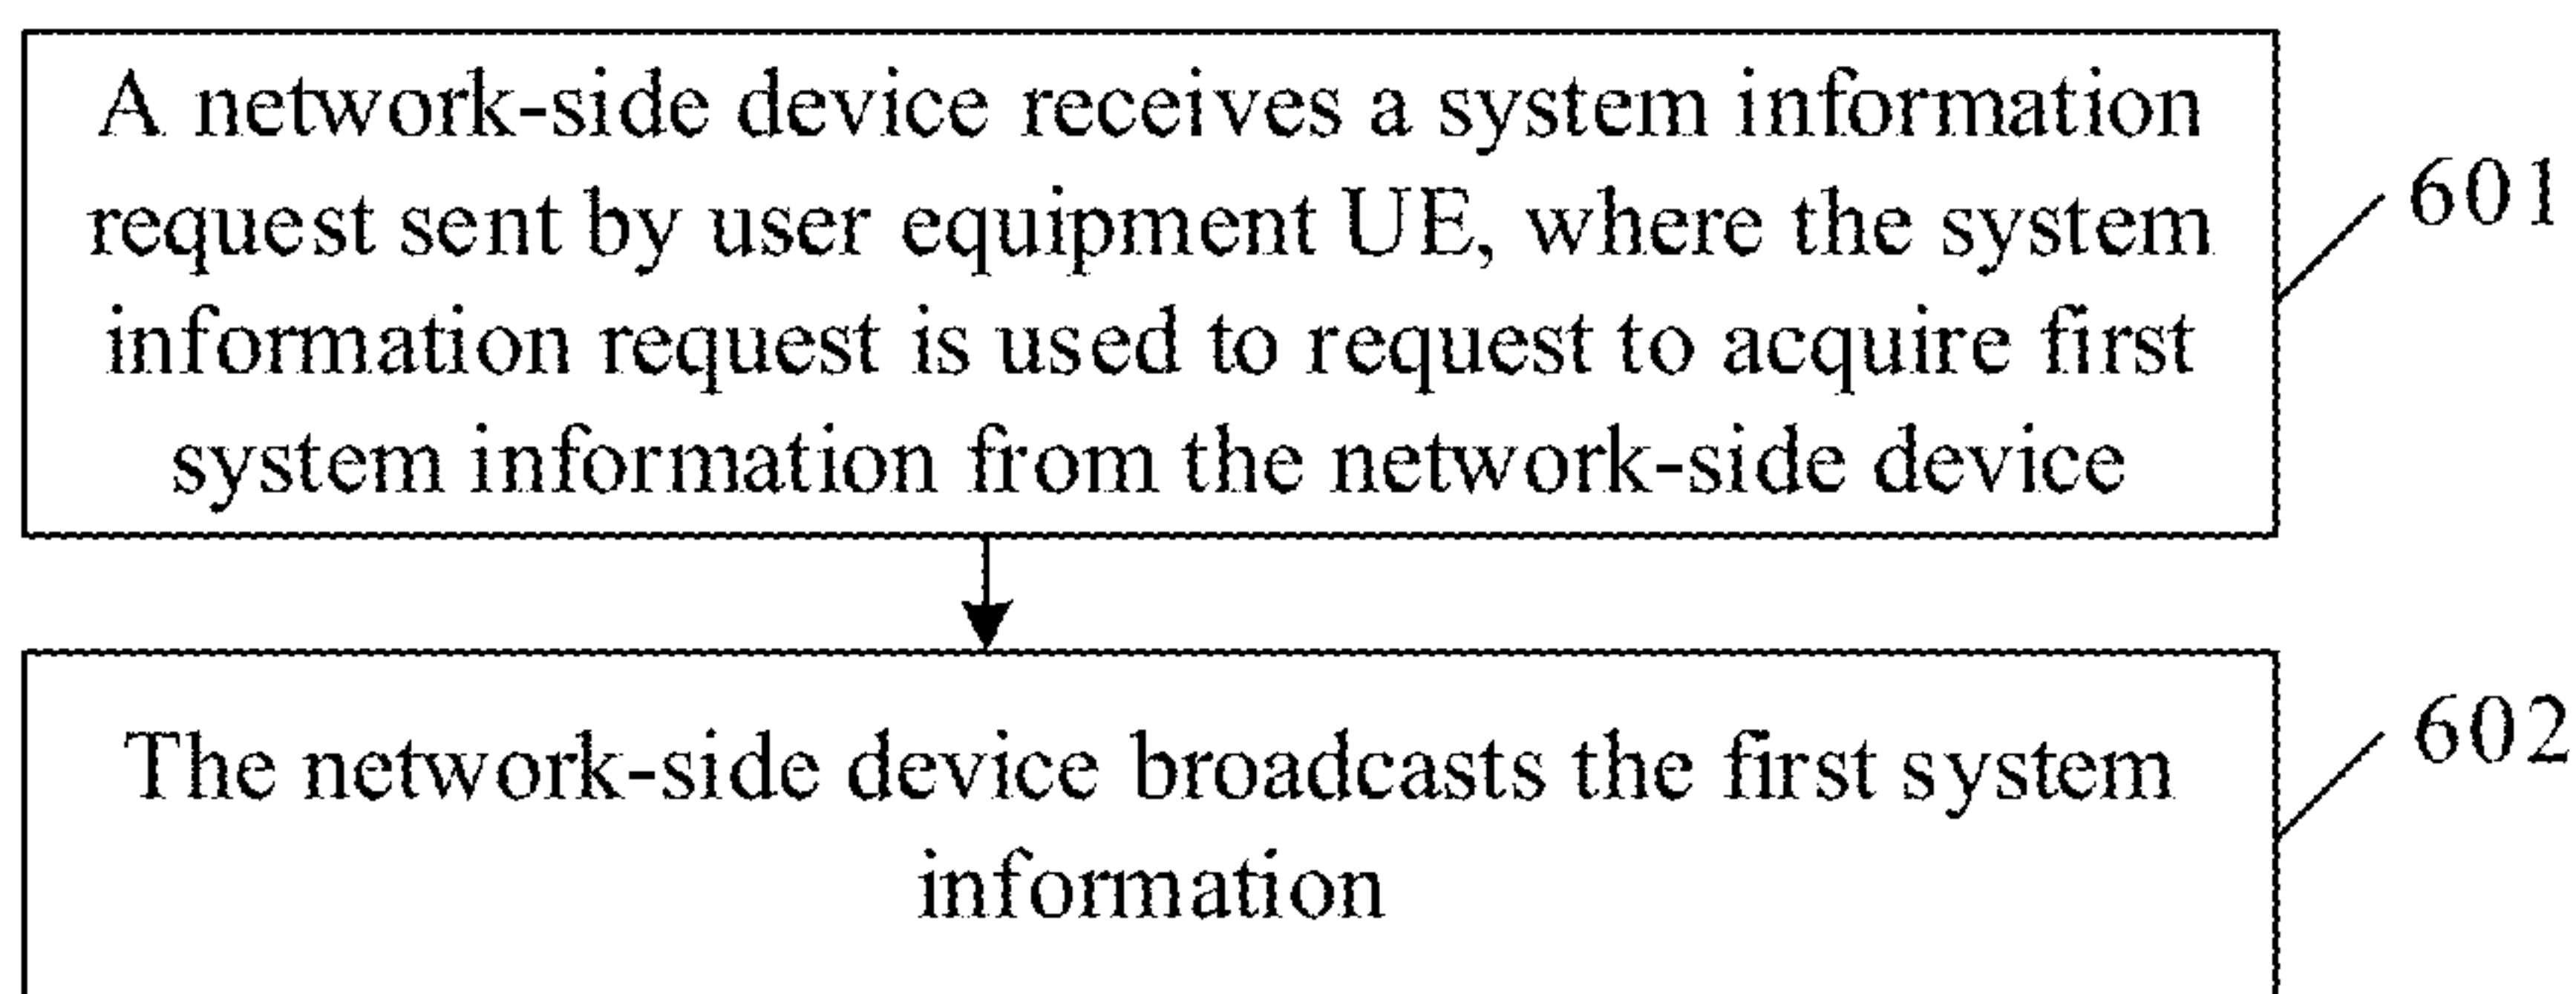 A network-side device receives a system information
request sent by user equipment UE, where the system
information request is used to request to acquire first
system information from the network-side device
601
The network-side device broadcasts the first system
information
602